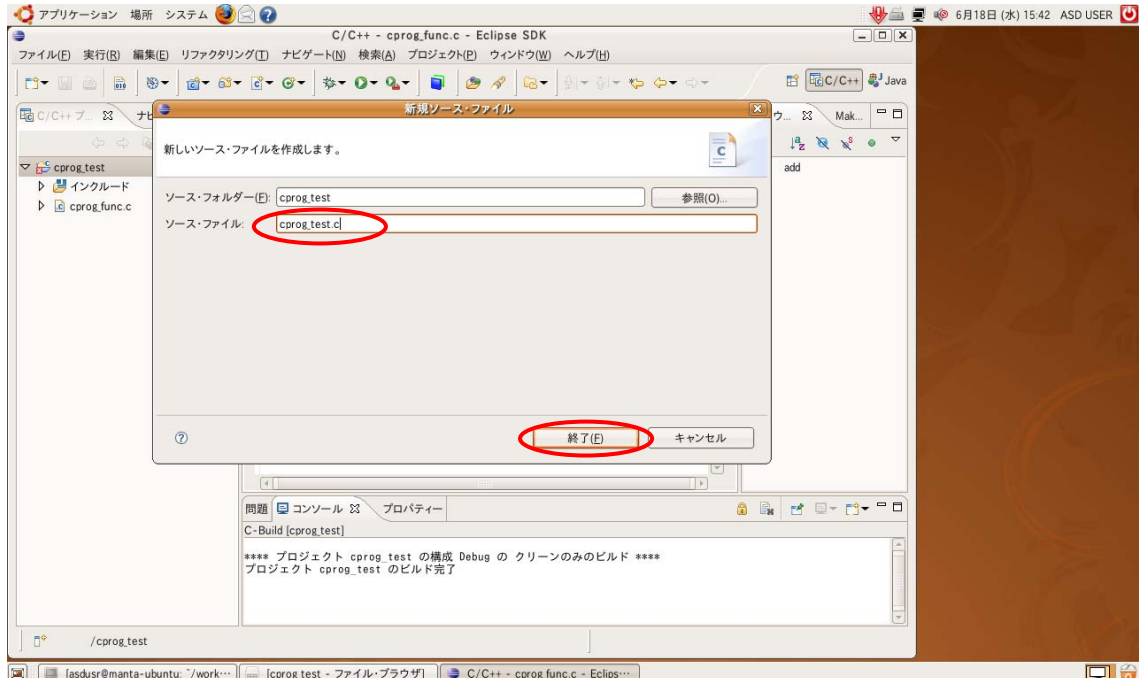 アプリケーション 場所 システム 6月18日 (水) 15:42 ASD USER
C/C++ - cprog_func.c - Eclipse SDK
ファイル(F) 実行(R) 編集(E) リファクタリング(T) ナビゲート(N) 検索(A) プロジェクト(P) ウィンドウ(W) ヘルプ(H)
C/C++ Java
C/C++ プ... ナビ 新規ソース・ファイル ウ... Mak...
新しいソース・ファイルを作成します。
cprog_test add
インクルード
cprog_func.c
ソース・フォルダー(F): cprog_test 参照(O)...
ソース・ファイル: cprog_test.c
終了(F) キャンセル
問題 コンソール プロパティー
C-Build [cprog_test]
**** プロジェクト cprog_test の構成 Debug の クリーンのみのビルド ****
プロジェクト cprog_test のビルド完了
/cprog_test
[asdusr@manta-ubuntu: ~/work… [cprog_test - ファイル・ブラウザ] C/C++ - cprog_func.c - Eclips…